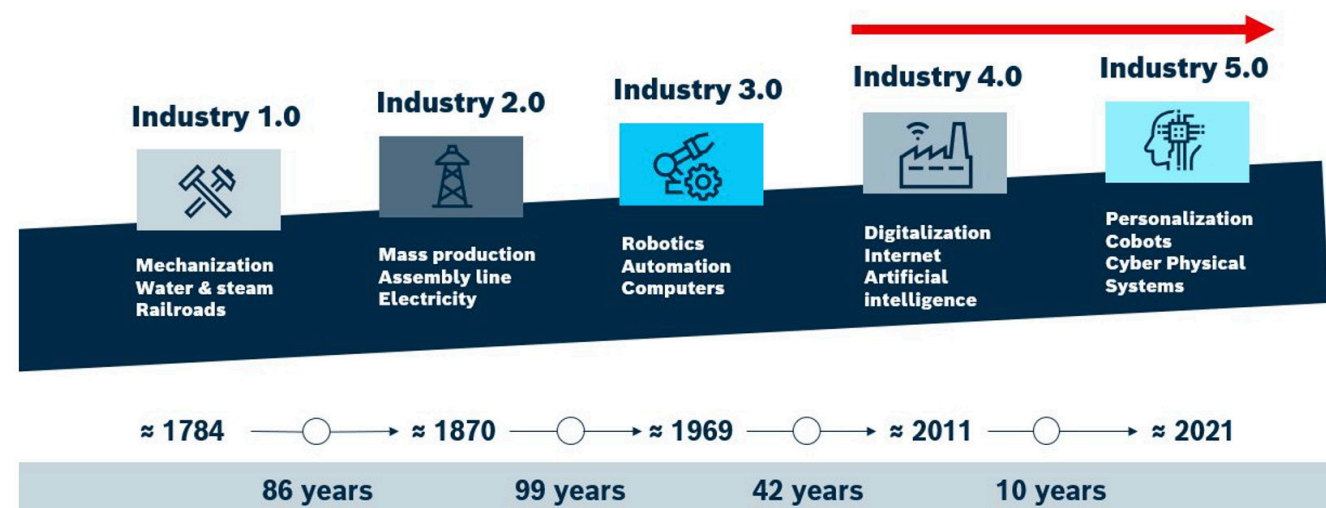 Industry 1.0
Mechanization
Water & steam
Railroads
Industry 2.0
Mass production
Assembly line
Electricity
Industry 3.0
Robotics
Automation
Computers
Industry 4.0
Digitalization
Internet
Artificial
intelligence
Industry 5.0
Personalization
Cobots
Cyber Physical
Systems
≈ 1784
≈ 1870
≈ 1969
≈ 2011
≈ 2021
86 years
99 years
42 years
10 years